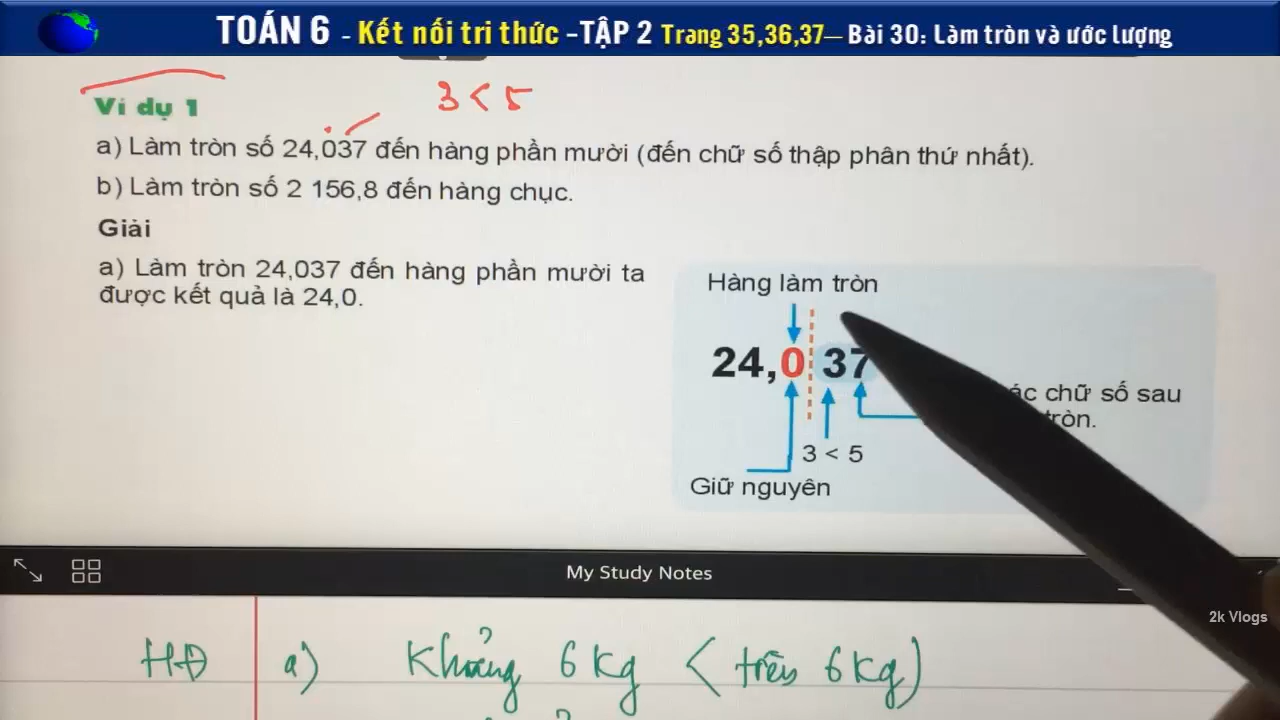 TOÁN 6 - Kết nối tri thức -TẬP 2 Trang 35,36,37- Bài 30: Làm tròn và ước lượng
Ví dụ 1
3 < 5
a) Làm tròn số 24,037 đến hàng phần mười (đến chữ số thập phân thứ nhất).
b) Làm tròn số 2 156,8 đến hàng chục.
Giải
a) Làm tròn 24,037 đến hàng phần mười ta
được kết quả là 24,0.
Hàng làm tròn
24,0 37
chữ số sau
tròn.
3 < 5
Giữ nguyên
My Study Notes
2k Vlogs
HĐ a) Khoảng 6 Kg ( trên 6 Kg )